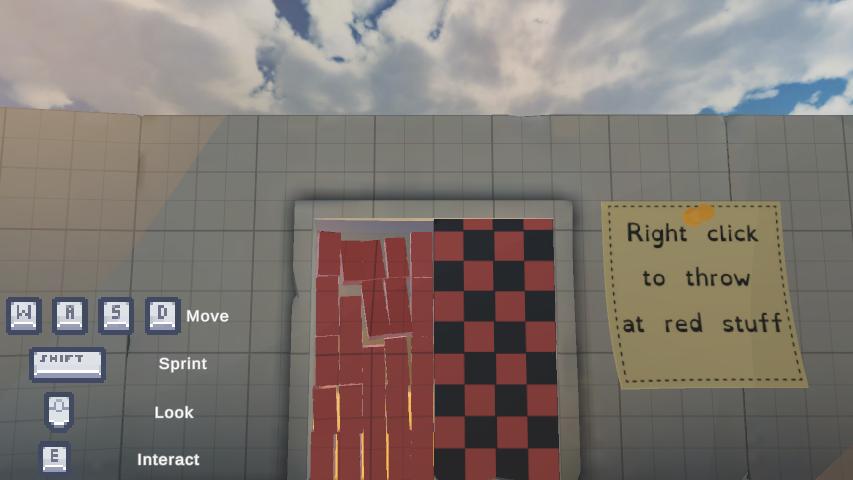 Right click
to throw
at red stuff
W A S D Move
SHIFT Sprint
Look
E Interact